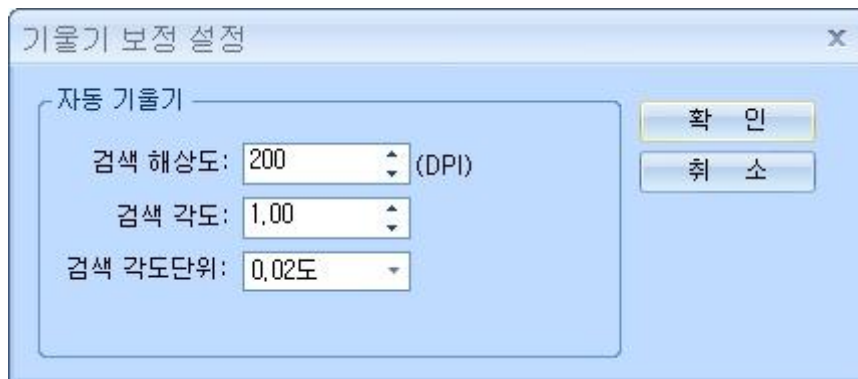 기울기 보정 설정
자동 기울기
확 인
검색 해상도: 200 (DPI)
취 소
검색 각도: 1.00
검색 각도단위: 0.02도